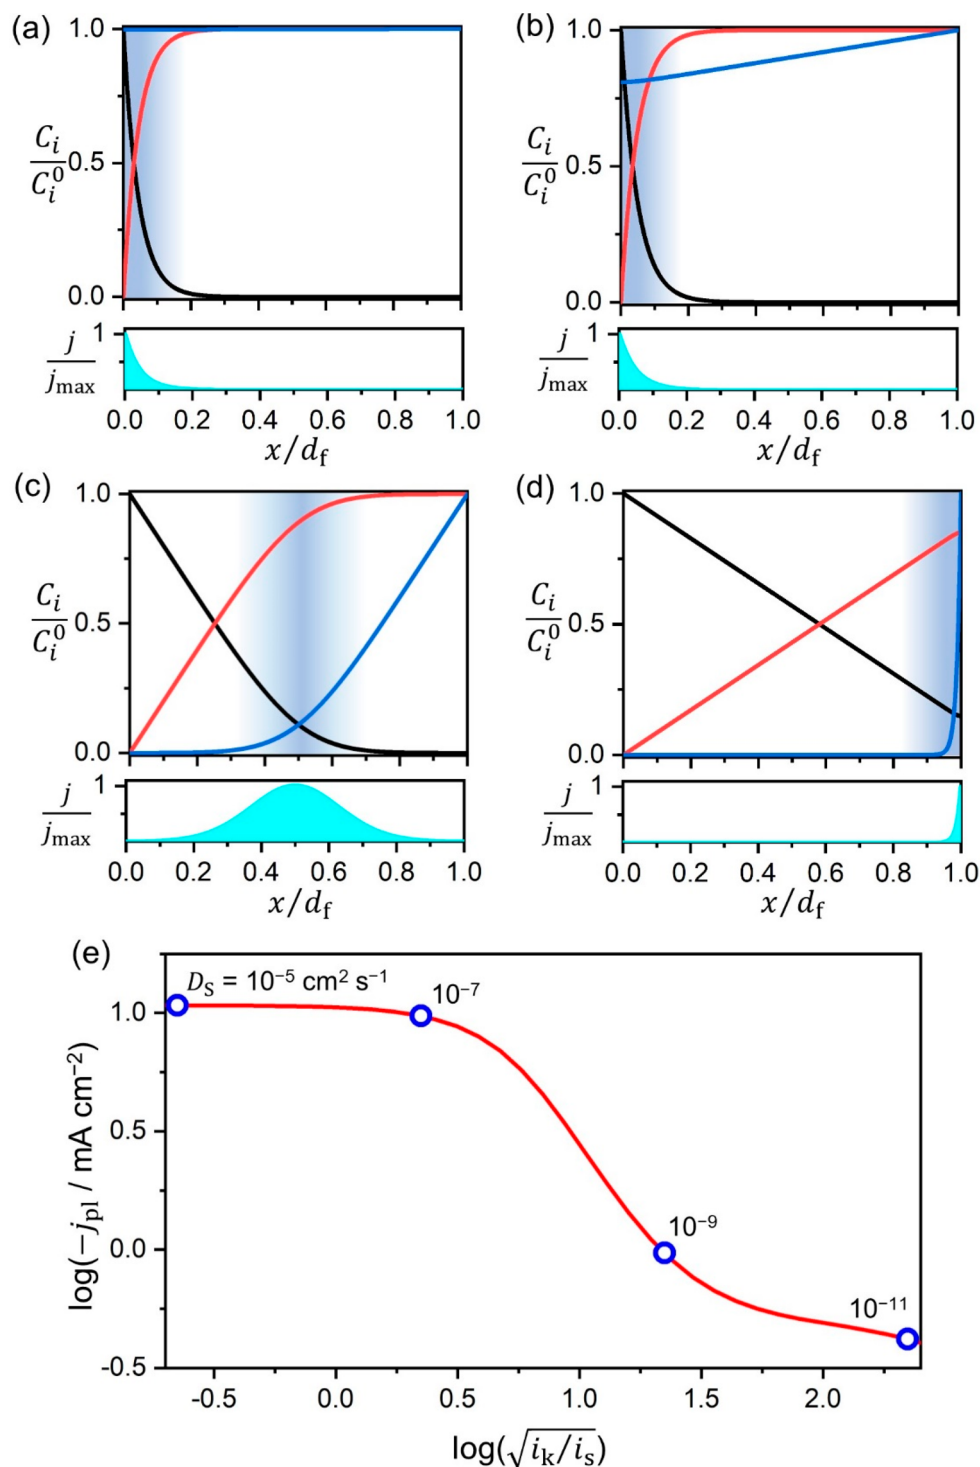 (a)
1.0
C_i/C_i^0
0.5
0.0
j/j_max
1
0.0 0.2 0.4 0.6 0.8 1.0
x/d_f
(b)
1.0
C_i/C_i^0
0.5
0.0
j/j_max
1
0.0 0.2 0.4 0.6 0.8 1.0
x/d_f
(c)
1.0
C_i/C_i^0
0.5
0.0
j/j_max
1
0.0 0.2 0.4 0.6 0.8 1.0
x/d_f
(d)
1.0
C_i/C_i^0
0.5
0.0
j/j_max
1
0.0 0.2 0.4 0.6 0.8 1.0
x/d_f
(e)
D_S = 10⁻⁵ cm² s⁻¹
10⁻⁷
10⁻⁹
10⁻¹¹
1.0
0.5
0.0
-0.5
log(−j_pl / mA cm⁻²)
-0.5 0.0 0.5 1.0 1.5 2.0
log(√(i_k/i_s))